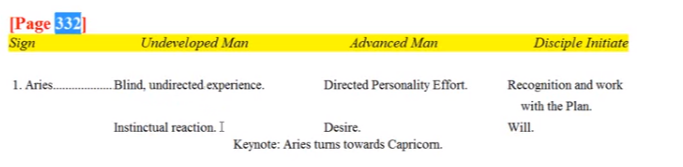 [Page 332]
Sign Undeveloped Man Advanced Man Disciple Initiate
1. Aries.................... Blind, undirected experience. Directed Personality Effort. Recognition and work
with the Plan.
Instinctual reaction. Desire. Will.
Keynote: Aries turns towards Capricorn.